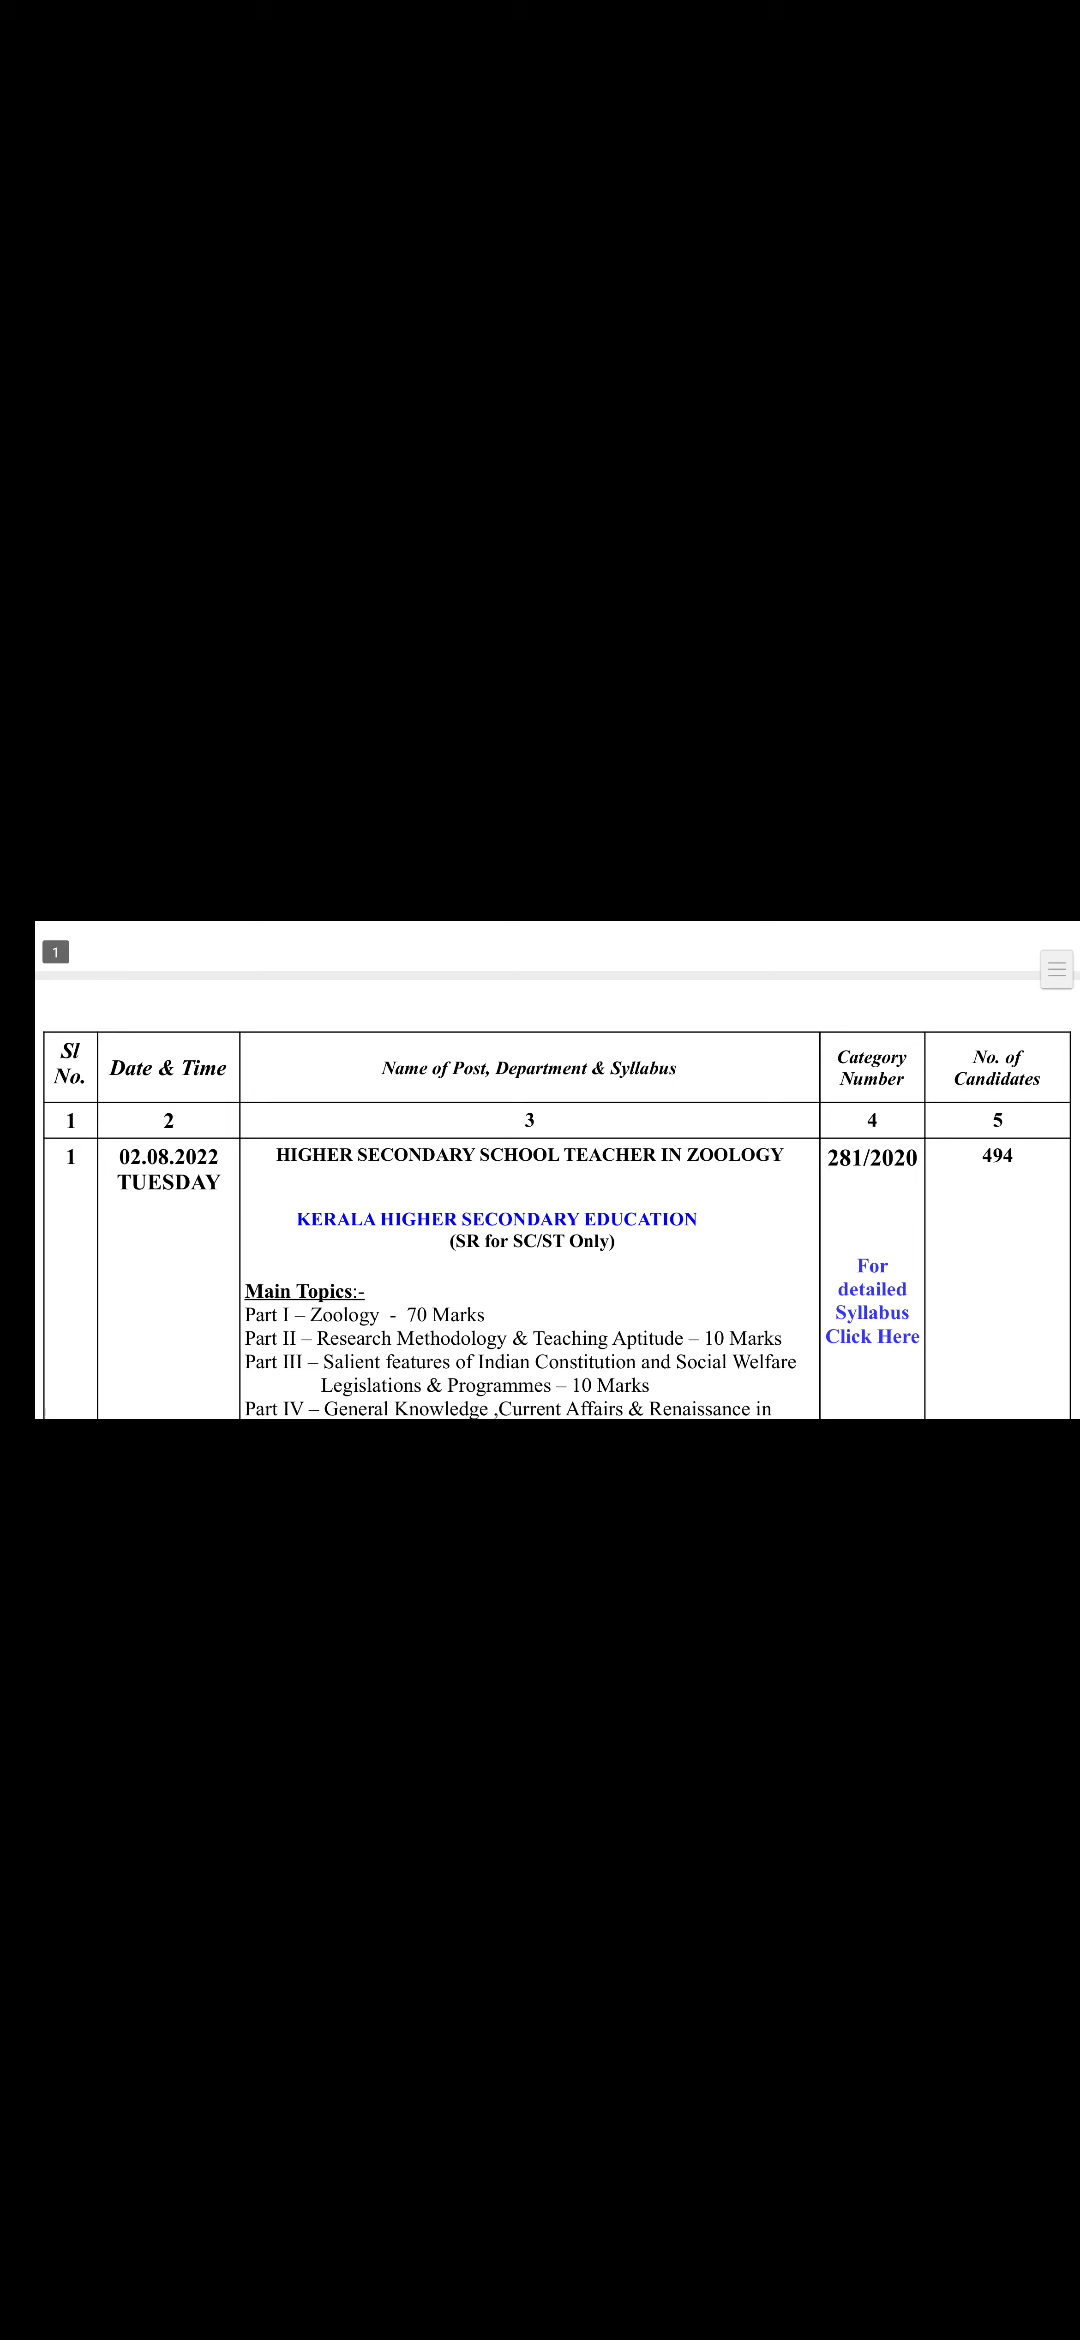 1
Sl No.
Date & Time
Name of Post, Department & Syllabus
Category Number
No. of Candidates
1
2
3
4
5
1
02.08.2022
TUESDAY
HIGHER SECONDARY SCHOOL TEACHER IN ZOOLOGY
KERALA HIGHER SECONDARY EDUCATION
(SR for SC/ST Only)
Main Topics:-
Part I – Zoology - 70 Marks
Part II – Research Methodology & Teaching Aptitude – 10 Marks
Part III – Salient features of Indian Constitution and Social Welfare
Legislations & Programmes – 10 Marks
Part IV – General Knowledge ,Current Affairs & Renaissance in
281/2020
For
detailed
Syllabus
Click Here
494